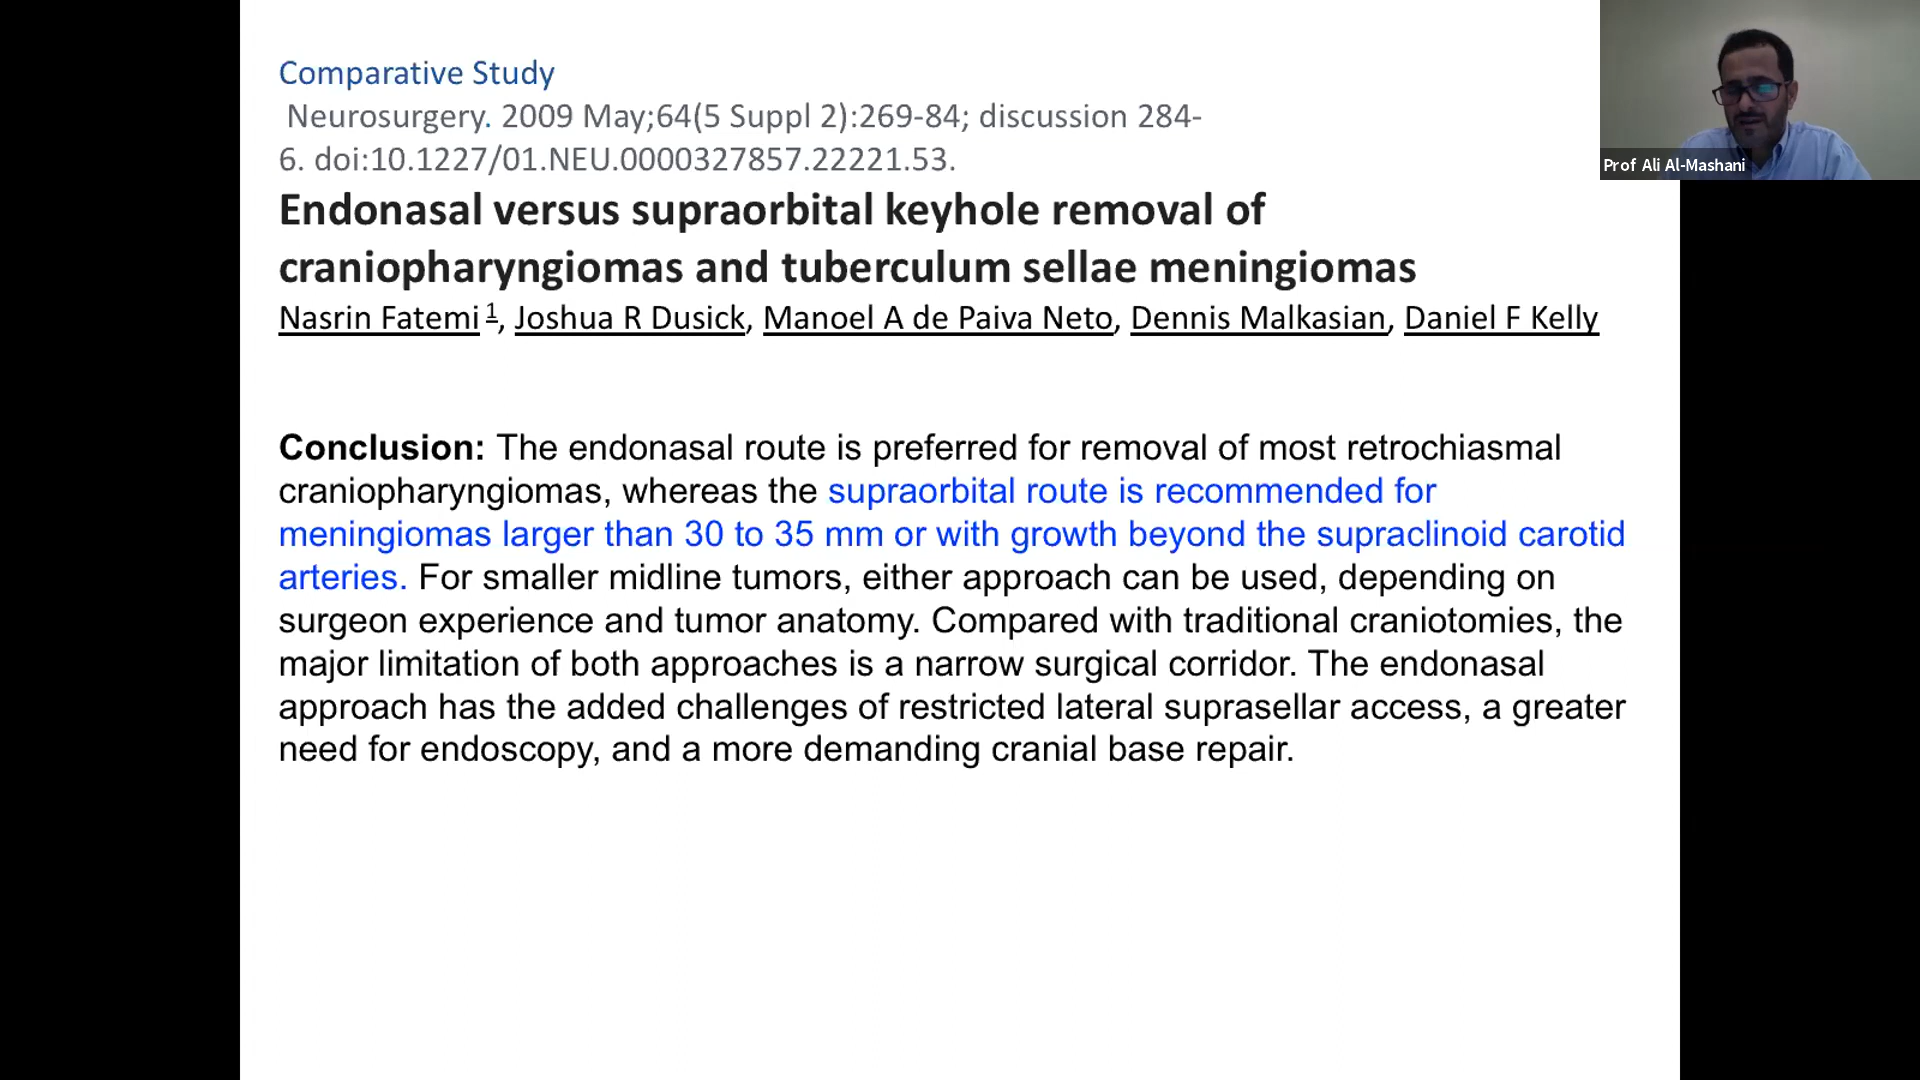 Comparative Study
Neurosurgery. 2009 May;64(5 Suppl 2):269-84; discussion 284-
6. doi:10.1227/01.NEU.0000327857.22221.53.
Endonasal versus supraorbital keyhole removal of
craniopharyngiomas and tuberculum sellae meningiomas
Nasrin Fatemi 1, Joshua R Dusick, Manoel A de Paiva Neto, Dennis Malkasian, Daniel F Kelly
Conclusion: The endonasal route is preferred for removal of most retrochiasmal
craniopharyngiomas, whereas the supraorbital route is recommended for
meningiomas larger than 30 to 35 mm or with growth beyond the supraclinoid carotid
arteries. For smaller midline tumors, either approach can be used, depending on
surgeon experience and tumor anatomy. Compared with traditional craniotomies, the
major limitation of both approaches is a narrow surgical corridor. The endonasal
approach has the added challenges of restricted lateral suprasellar access, a greater
need for endoscopy, and a more demanding cranial base repair.
Prof Ali Al-Mashani